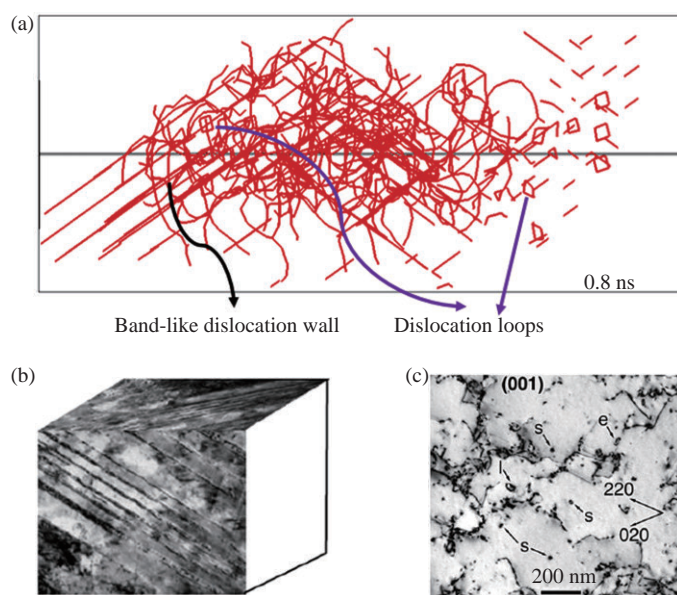 (a)
0.8 ns
Band-like dislocation wall
Dislocation loops
(b)
(c)
(001)
s
e
l
s
220
020
s
200 nm